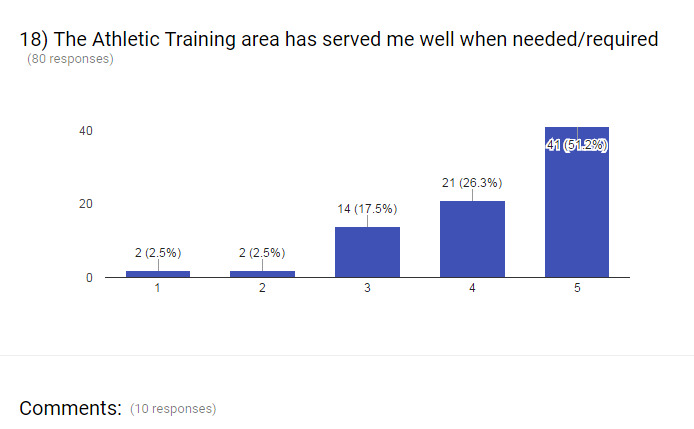 18) The Athletic Training area has served me well when needed/required
(80 responses)
40
41 (51.2%)
21 (26.3%)
20
14 (17.5%)
2 (2.5%) 2 (2.5%)
0
1 2 3 4 5
Comments: (10 responses)